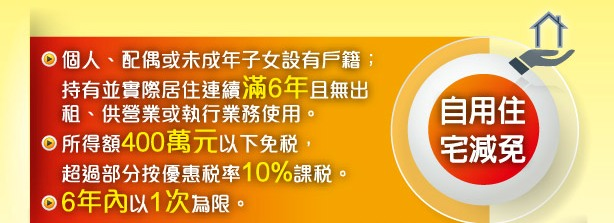 個人、配偶或未成年子女設有戶籍；
持有並實際居住連續滿6年且無出
租、供營業或執行業務使用。
所得額400萬元以下免稅，
超過部分按優惠稅率10%課稅。
6年內以1次為限。
自用住
宅減免